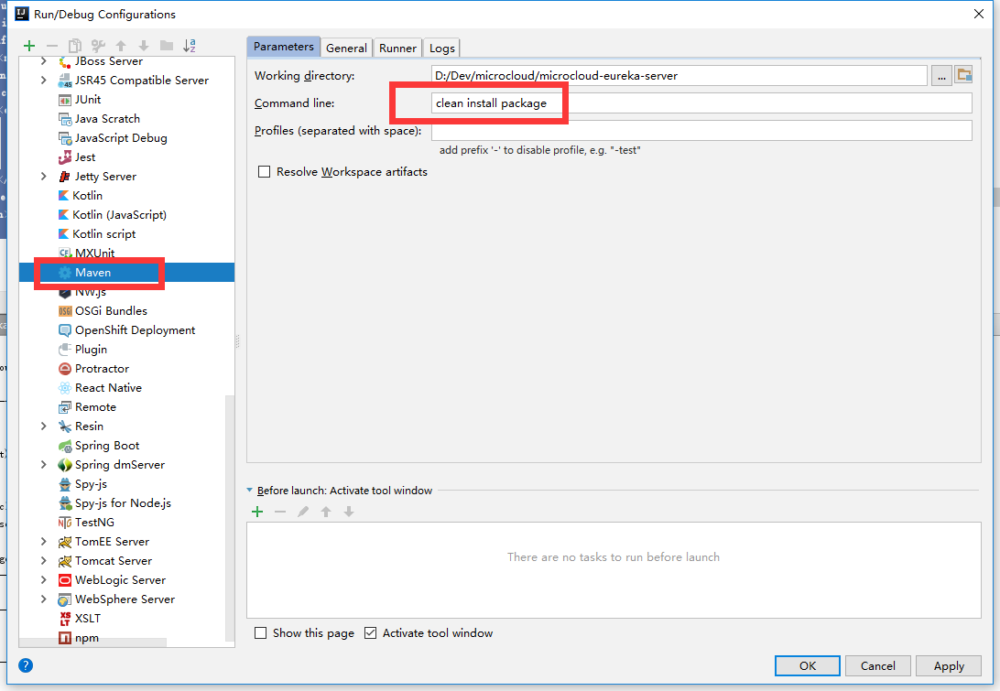 Run/Debug Configurations
JBoss Server
JSR45 Compatible Server
JUnit
Java Scratch
JavaScript Debug
Jest
Jetty Server
Kotlin
Kotlin (JavaScript)
Kotlin script
MXUnit
Maven
NW.js
OSGi Bundles
OpenShift Deployment
Plugin
Protractor
React Native
Remote
Resin
Spring Boot
Spring dmServer
Spy-js
Spy-js for Node.js
TestNG
TomEE Server
Tomcat Server
WebLogic Server
WebSphere Server
XSLT
npm
Parameters General Runner Logs
Working directory: D:/Dev/microcloud/microcloud-eureka-server ...
Command line: clean install package
Profiles (separated with space):
add prefix '-' to disable profile, e.g. "-test"
Resolve Workspace artifacts
Before launch: Activate tool window
There are no tasks to run before launch
Show this page Activate tool window
? OK Cancel Apply